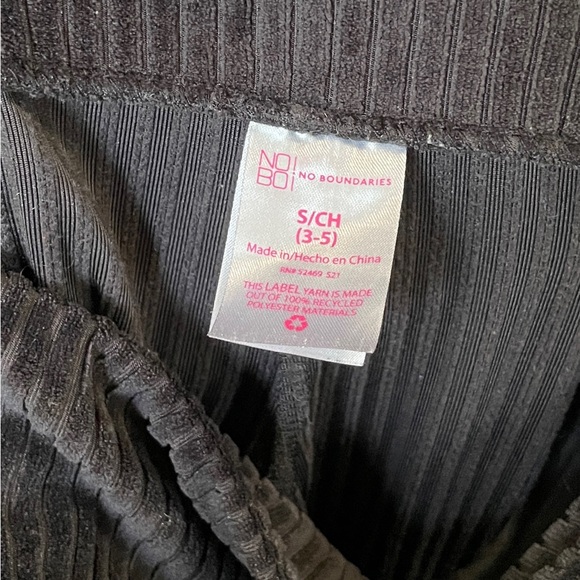 NO!
BOi NO BOUNDARIES
S/CH
(3-5)
Made in/Hecho en China
RN# 52469 S21
THIS LABEL YARN IS MADE
OUT OF 100% RECYCLED
POLYESTER MATERIALS